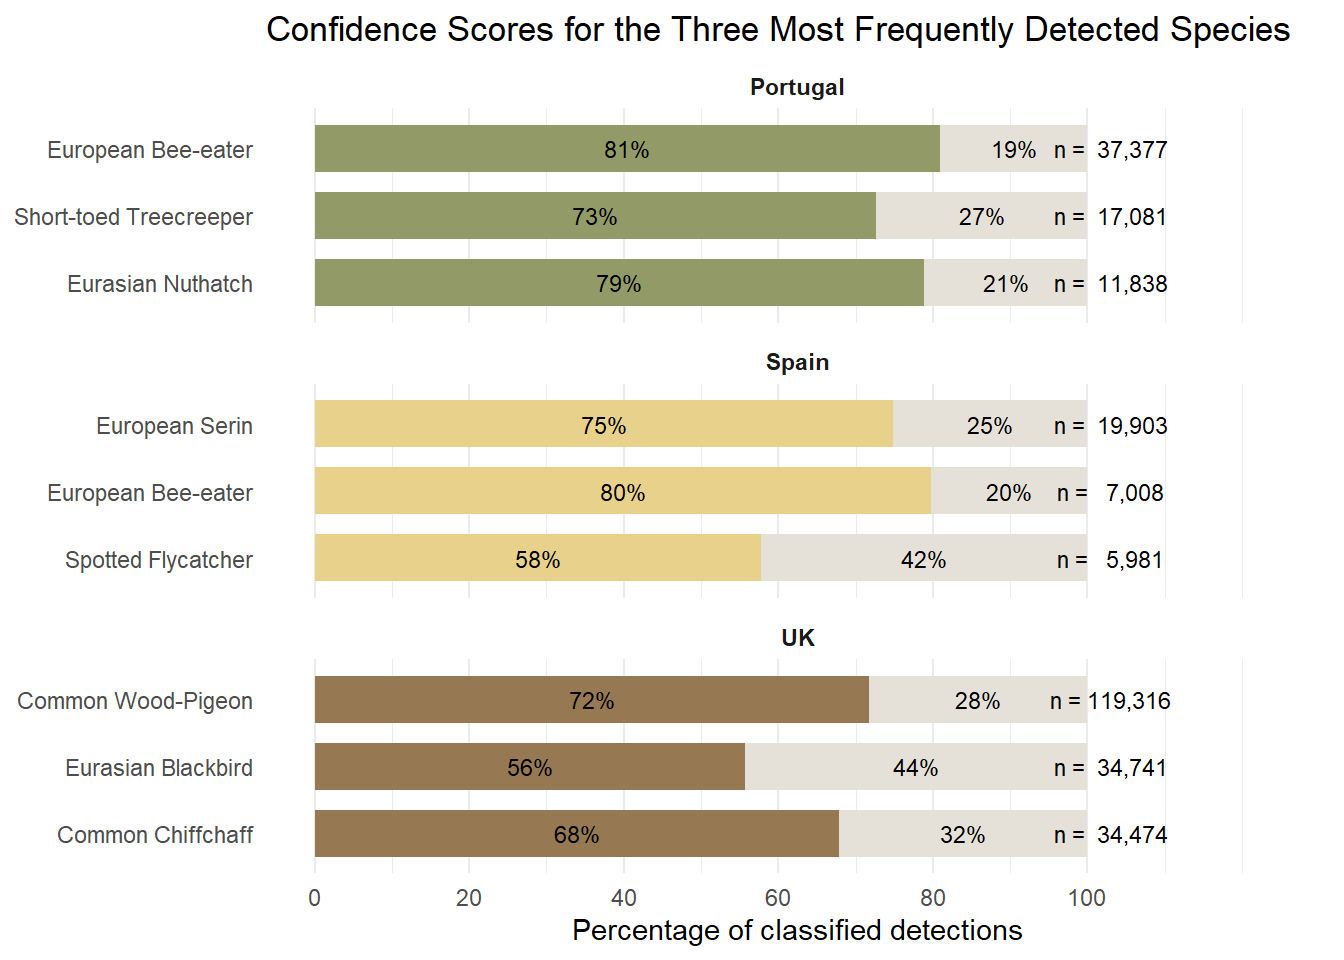 Confidence Scores for the Three Most Frequently Detected Species
Portugal
European Bee-eater 81% 19% n = 37,377
Short-toed Treecreeper 73% 27% n = 17,081
Eurasian Nuthatch 79% 21% n = 11,838
Spain
European Serin 75% 25% n = 19,903
European Bee-eater 80% 20% n = 7,008
Spotted Flycatcher 58% 42% n = 5,981
UK
Common Wood-Pigeon 72% 28% n = 119,316
Eurasian Blackbird 56% 44% n = 34,741
Common Chiffchaff 68% 32% n = 34,474
0 20 40 60 80 100
Percentage of classified detections